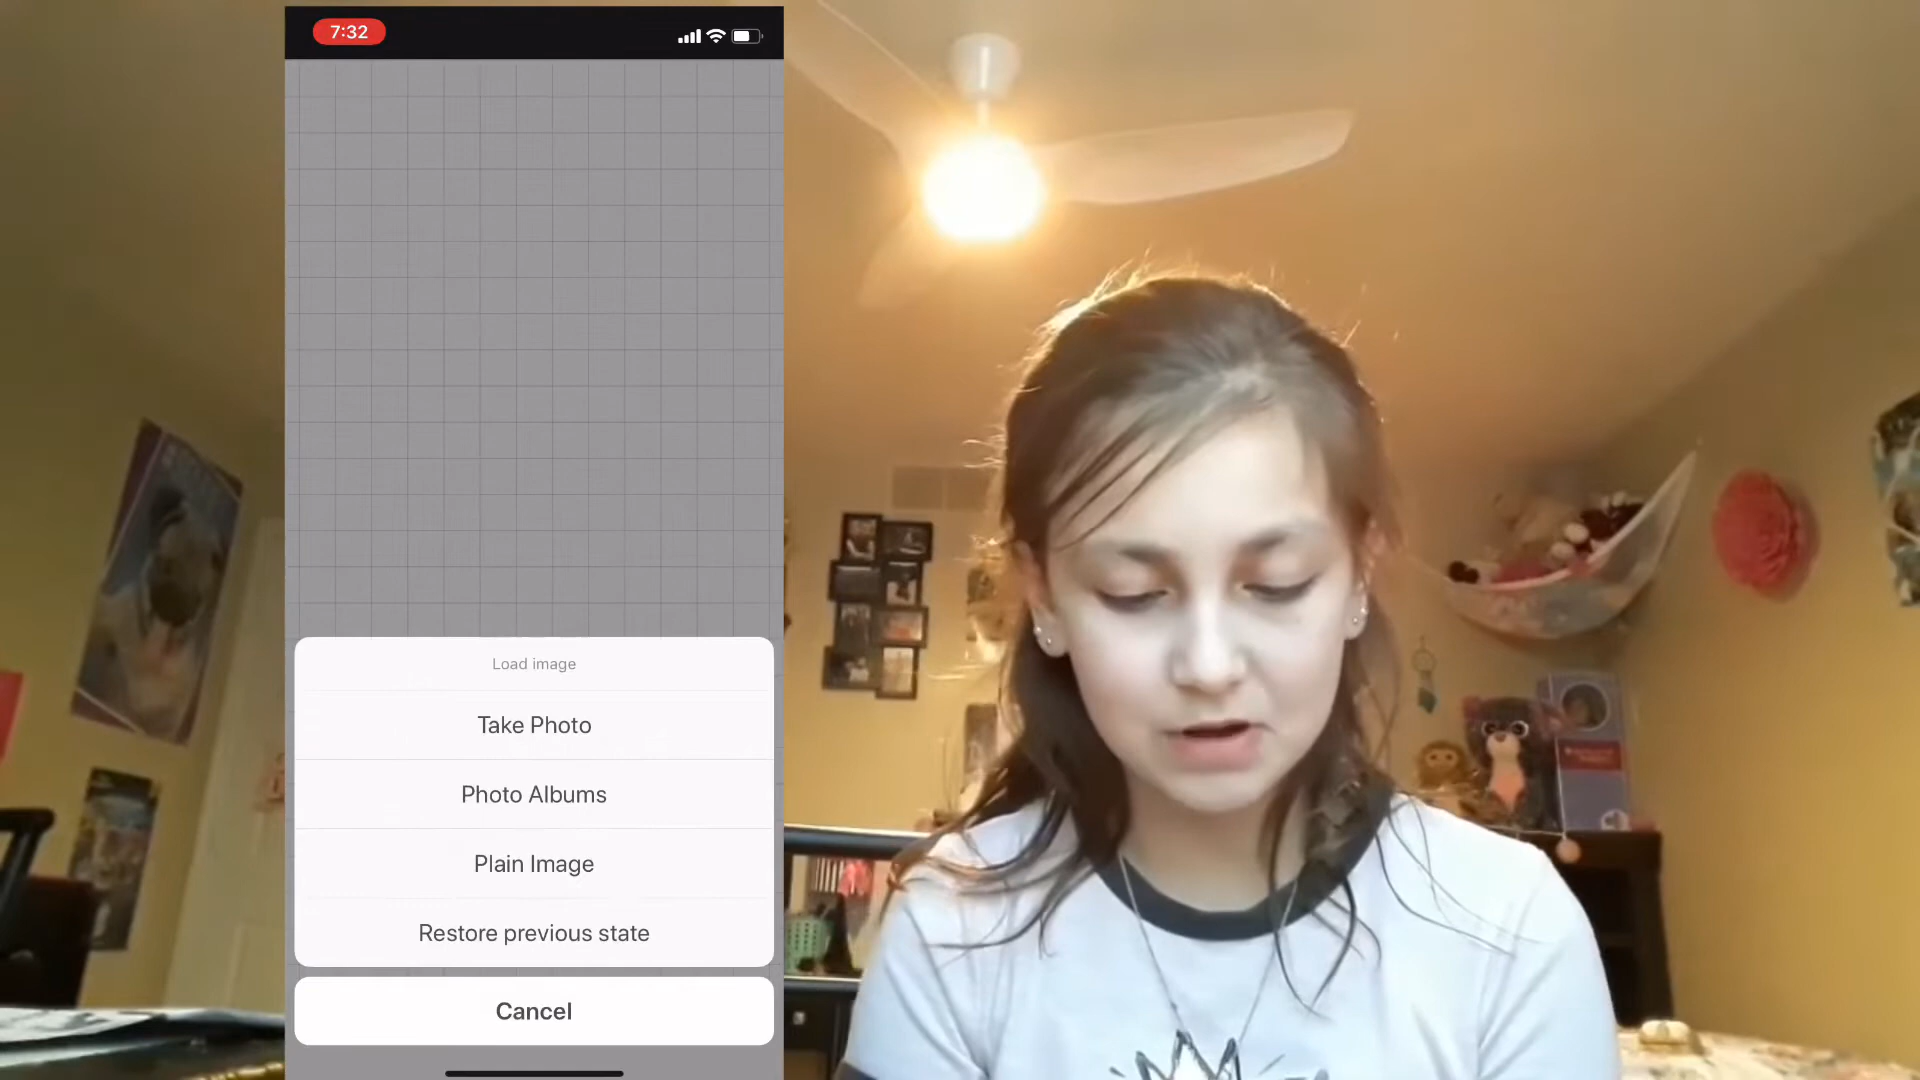 7:32
Load image
Take Photo
Photo Albums
Plain Image
Restore previous state
Cancel